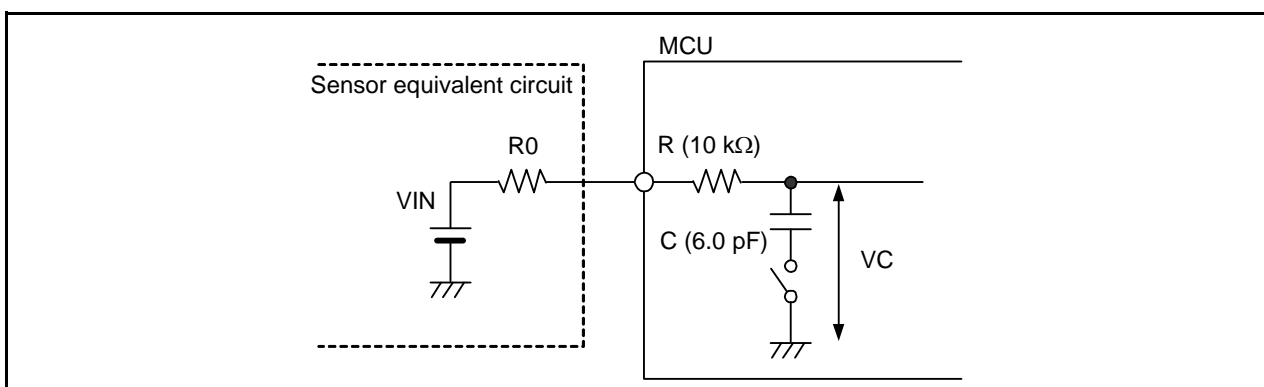 MCU
Sensor equivalent circuit
R0
R (10 kΩ)
VIN
C (6.0 pF)
VC